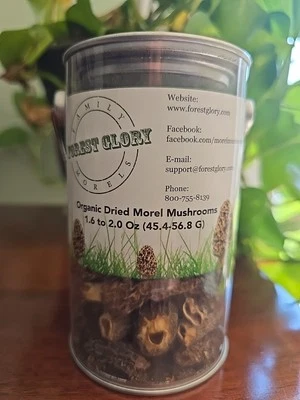 FAMILY
FOREST GLORY
MORELS
Website:
www.forestglory.com
Facebook:
E-mail:
support@forestglory.com
Phone:
800-755-8139
Organic Dried Morel Mushrooms
1.6 to 2.0 Oz (45.4-56.8 G)